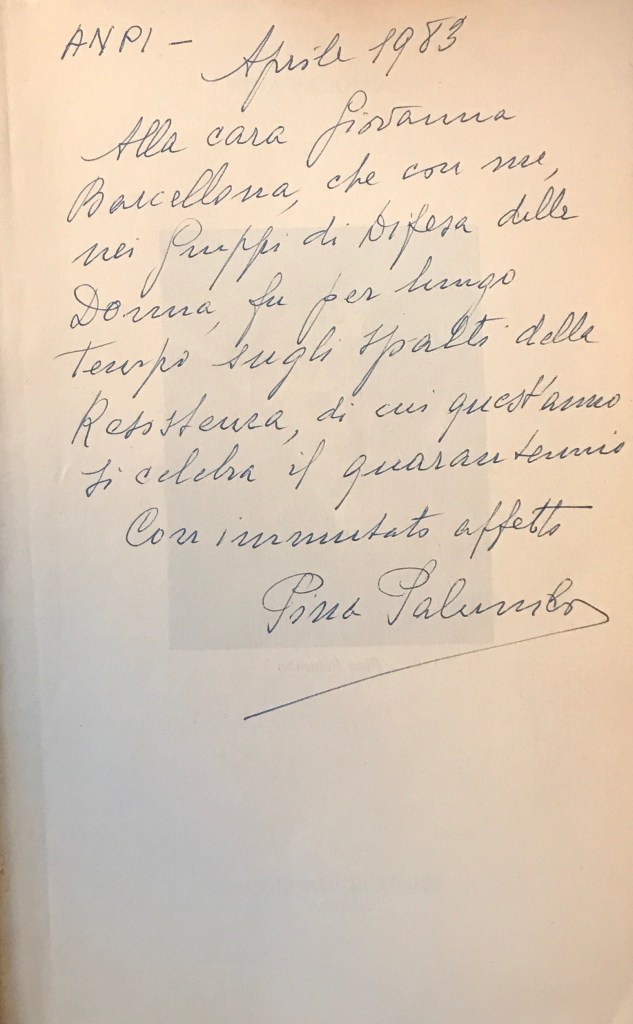 ANPI - Aprile 1983
Alla cara Giovanna
Barcellona, che con me,
nei Gruppi di Difesa della
Donna, fu per lungo
tempo sugli spalti della
Resistenza, di cui quest'anno
si celebra il quarantennio
Con immutato affetto
Pina Palumbo